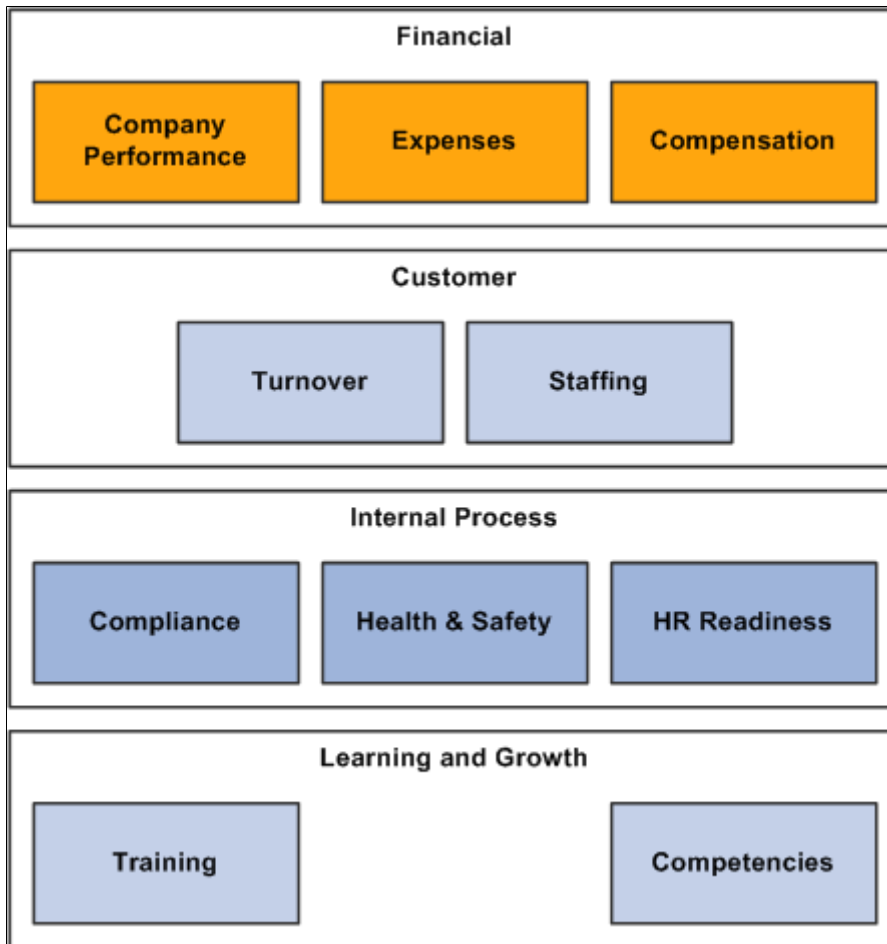 Financial
Company
Performance
Expenses
Compensation
Customer
Turnover
Staffing
Internal Process
Compliance
Health & Safety
HR Readiness
Learning and Growth
Training
Competencies